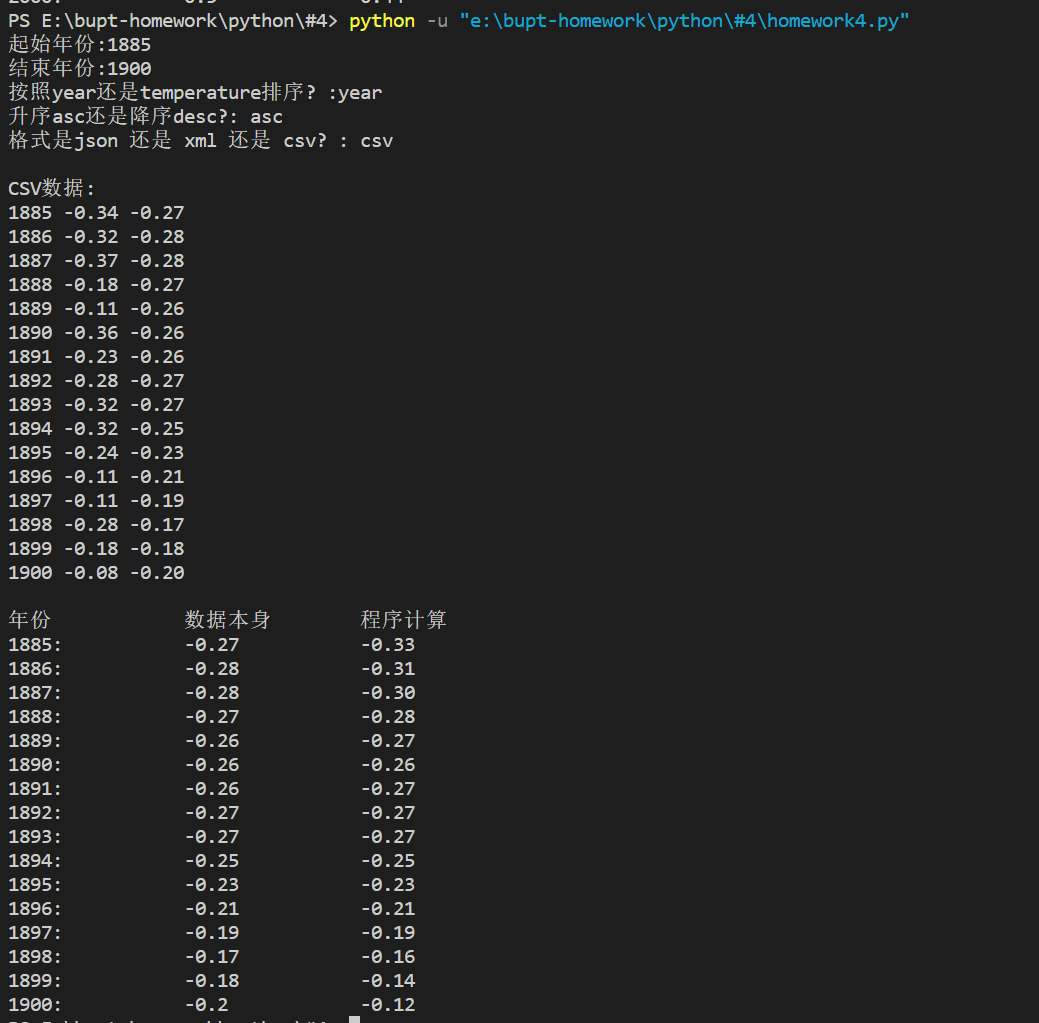 PS E:\bupt-homework\python\#4> python -u "e:\bupt-homework\python\#4\homework4.py"
起始年份:1885
结束年份:1900
按照year还是temperature排序? :year
升序asc还是降序desc?: asc
格式是json 还是 xml 还是 csv? : csv
CSV数据:
1885 -0.34 -0.27
1886 -0.32 -0.28
1887 -0.37 -0.28
1888 -0.18 -0.27
1889 -0.11 -0.26
1890 -0.36 -0.26
1891 -0.23 -0.26
1892 -0.28 -0.27
1893 -0.32 -0.27
1894 -0.32 -0.25
1895 -0.24 -0.23
1896 -0.11 -0.21
1897 -0.11 -0.19
1898 -0.28 -0.17
1899 -0.18 -0.18
1900 -0.08 -0.20
年份 数据本身 程序计算
1885: -0.27 -0.33
1886: -0.28 -0.31
1887: -0.28 -0.30
1888: -0.27 -0.28
1889: -0.26 -0.27
1890: -0.26 -0.26
1891: -0.26 -0.27
1892: -0.27 -0.27
1893: -0.27 -0.27
1894: -0.25 -0.25
1895: -0.23 -0.23
1896: -0.21 -0.21
1897: -0.19 -0.19
1898: -0.17 -0.16
1899: -0.18 -0.14
1900: -0.2 -0.12